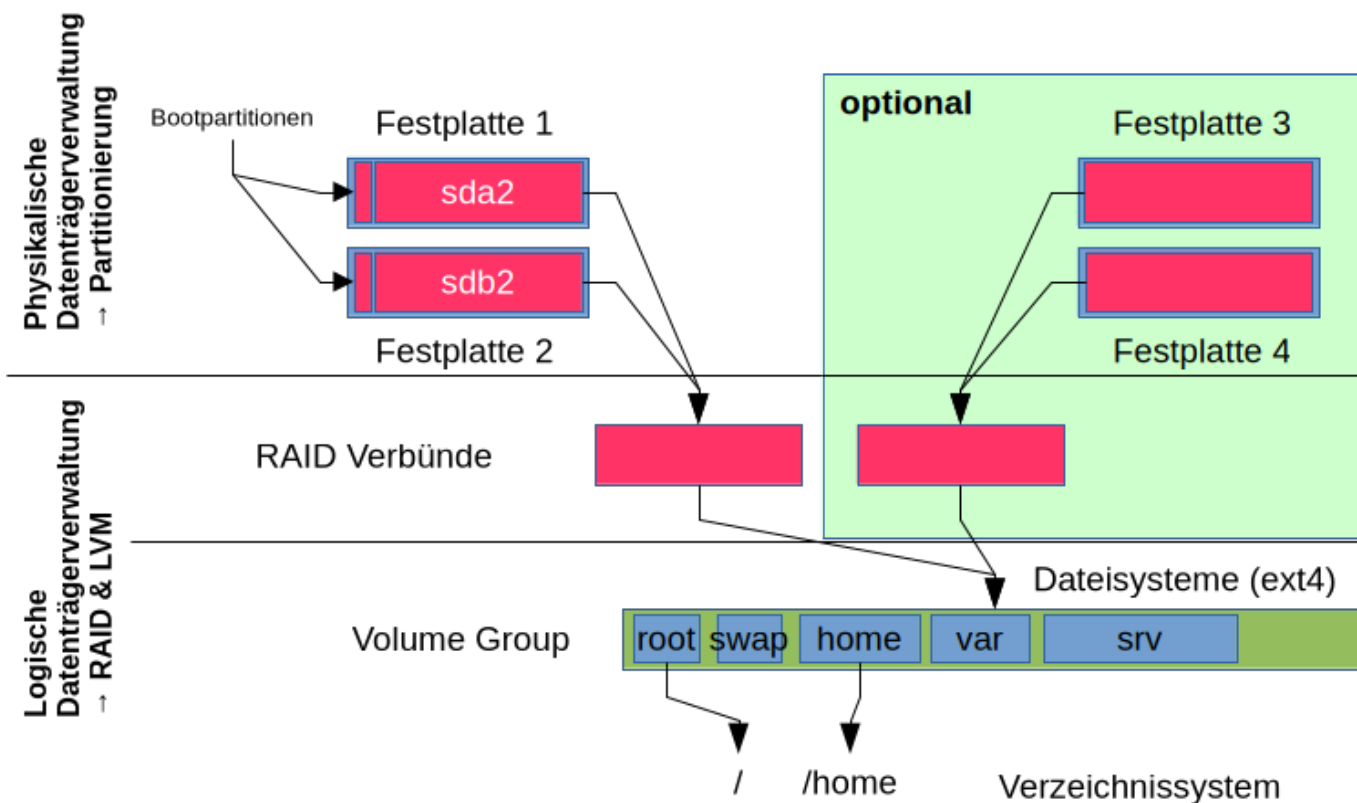 Physikalische
Datenträgerverwaltung
→ Partitionierung
Bootpartitionen
Festplatte 1
sda2
sdb2
Festplatte 2
optional
Festplatte 3
Festplatte 4
Logische
Datenträgerverwaltung
→ RAID & LVM
RAID Verbünde
Dateisysteme (ext4)
Volume Group
root
swap
home
var
srv
/
/home
Verzeichnissystem